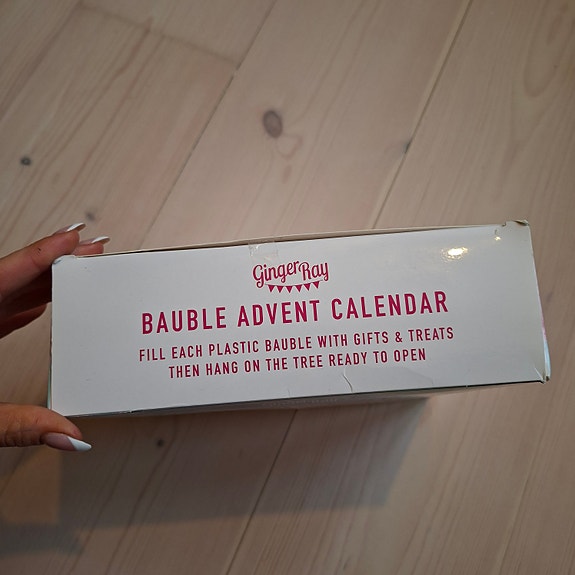 Ginger Ray
BAUBLE ADVENT CALENDAR
FILL EACH PLASTIC BAUBLE WITH GIFTS & TREATS
THEN HANG ON THE TREE READY TO OPEN